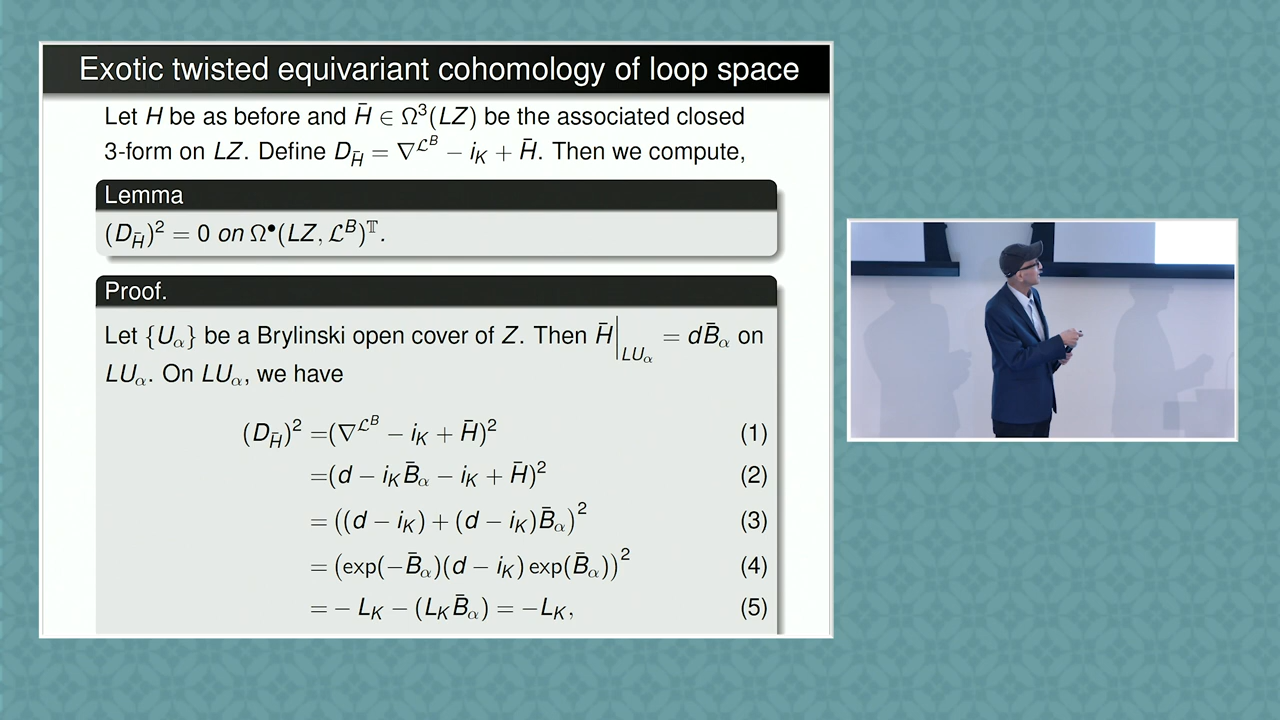 Exotic twisted equivariant cohomology of loop space
Let H be as before and H̄ ∈ Ω³(LZ) be the associated closed
3-form on LZ. Define D_H̄ = ∇^{ℒ^B} − i_K + H̄. Then we compute,
Lemma
(D_H̄)² = 0 on Ω^•(LZ, ℒ^B)^𝕋.
Proof.
Let {U_α} be a Brylinski open cover of Z. Then H̄|_{LU_α} = dB̄_α on
LU_α. On LU_α, we have
(D_H̄)² =(∇^{ℒ^B} − i_K + H̄)² (1)
=(d − i_K B̄_α − i_K + H̄)² (2)
= ((d − i_K) + (d − i_K)B̄_α)² (3)
= (exp(−B̄_α)(d − i_K) exp(B̄_α))² (4)
= − L_K − (L_K B̄_α) = −L_K, (5)